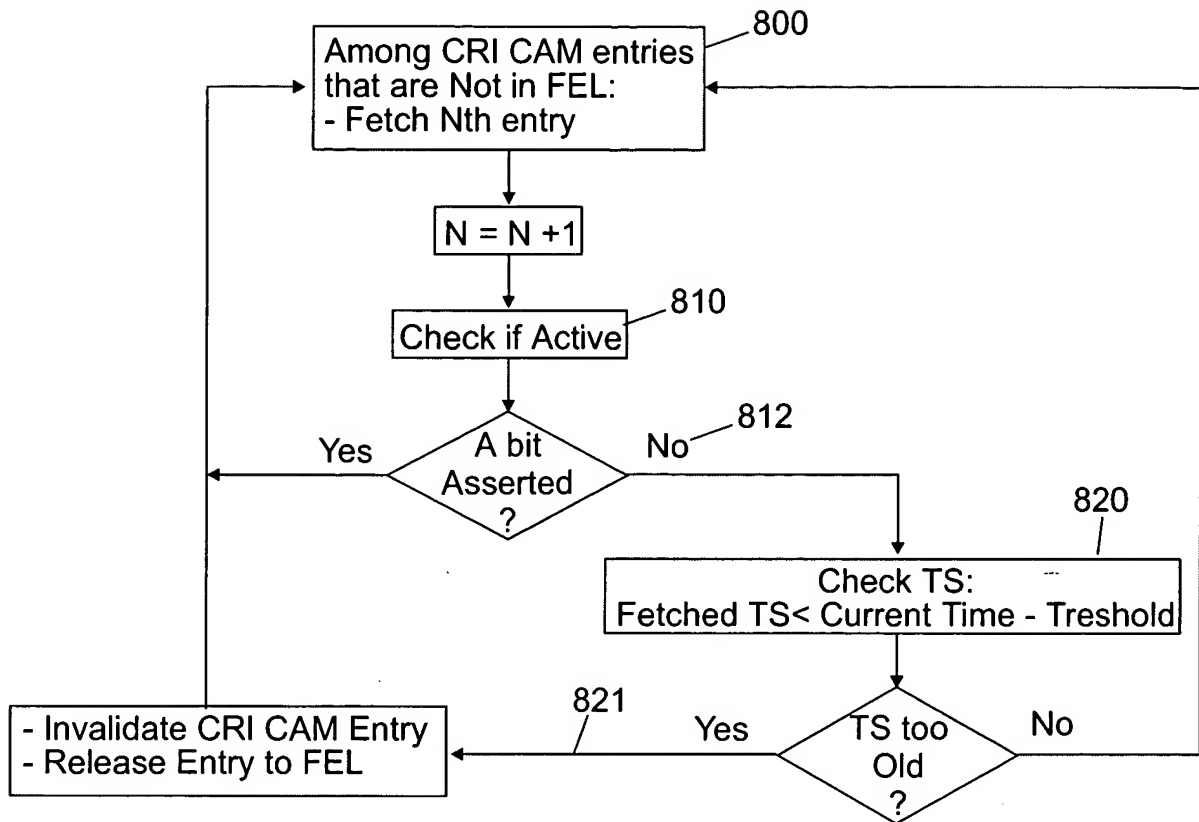 800
Among CRI CAM entries
that are Not in FEL:
- Fetch Nth entry
N = N +1
810
Check if Active
812
Yes
A bit
Asserted
?
No
820
Check TS:
Fetched TS< Current Time - Treshold
821
- Invalidate CRI CAM Entry
- Release Entry to FEL
Yes
TS too
Old
?
No